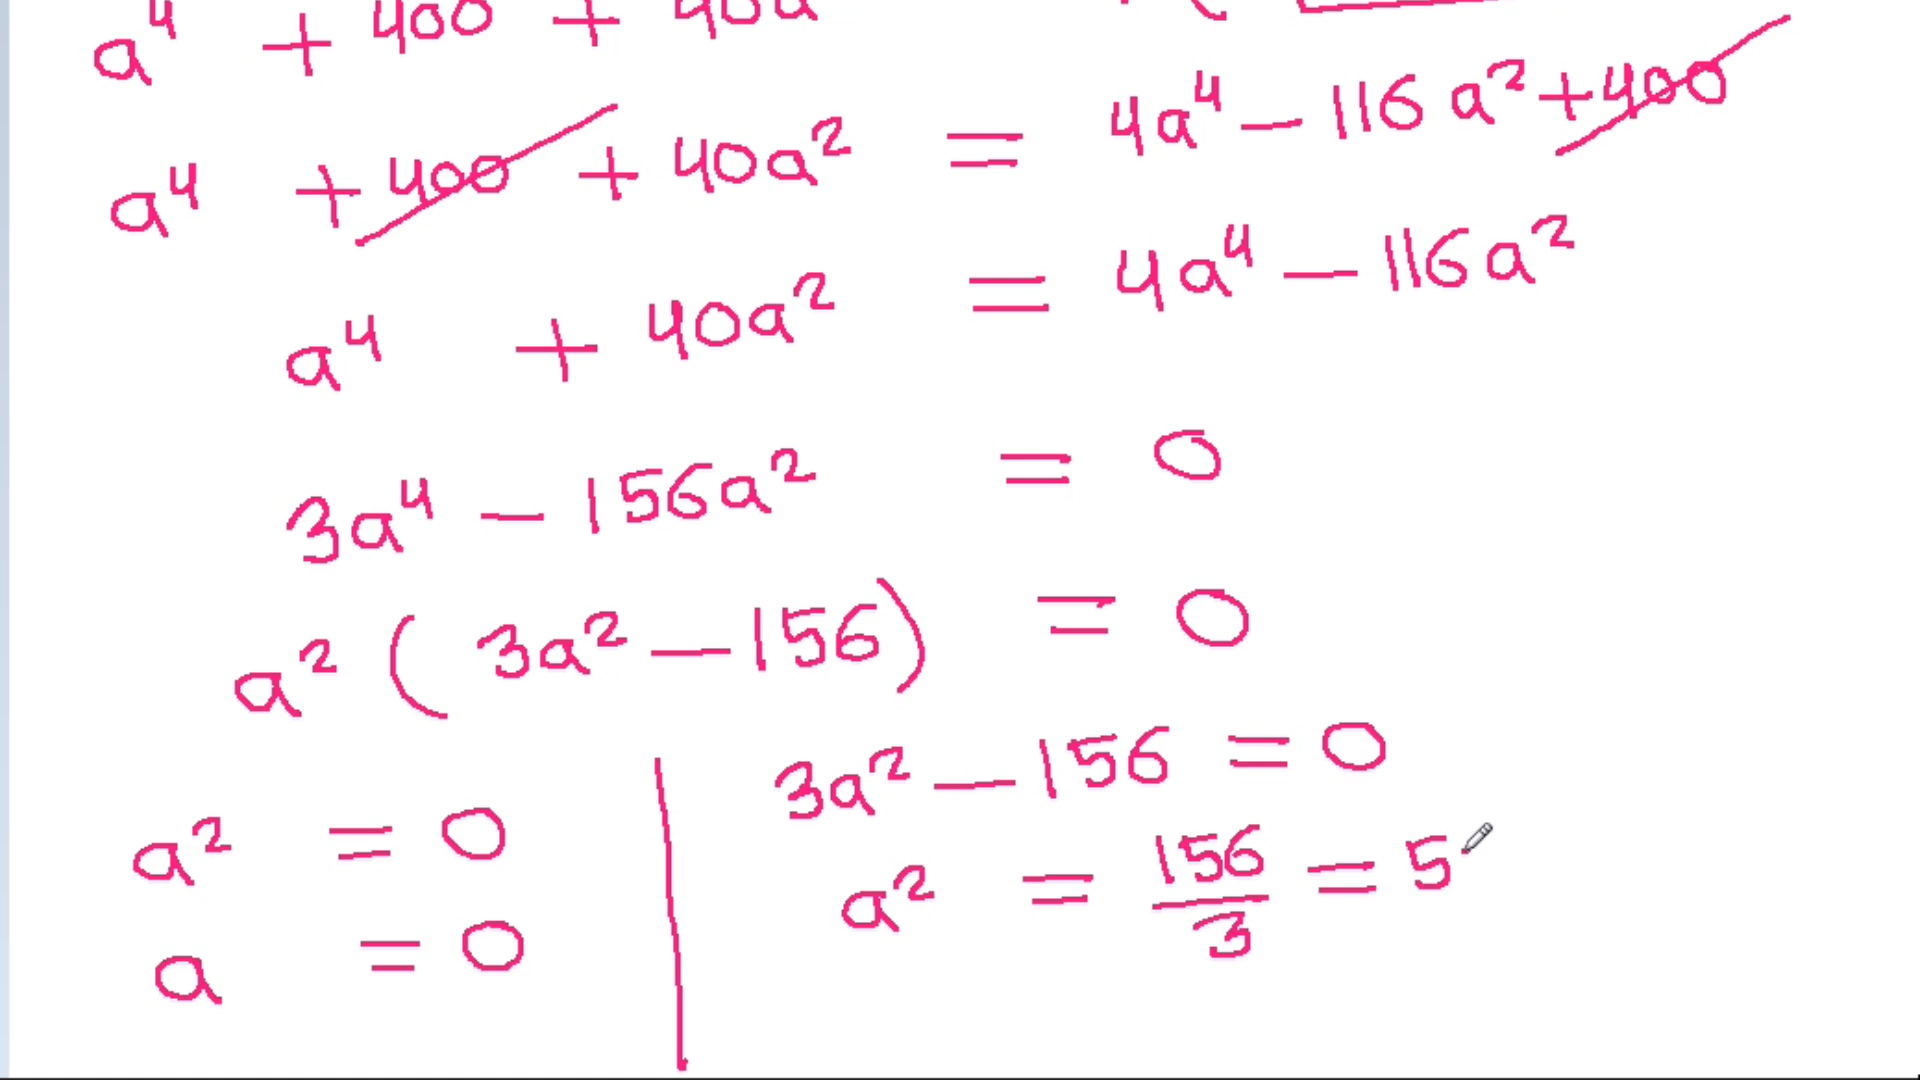 a⁴ + 400 + 40a
a⁴ + 400 + 40a² = 4a⁴ - 116a² + 400
a⁴ + 40a² = 4a⁴ - 116a²
3a⁴ - 156a² = 0
a² (3a² - 156) = 0
a² = 0
a = 0
3a² - 156 = 0
a² = 156/3 = 5